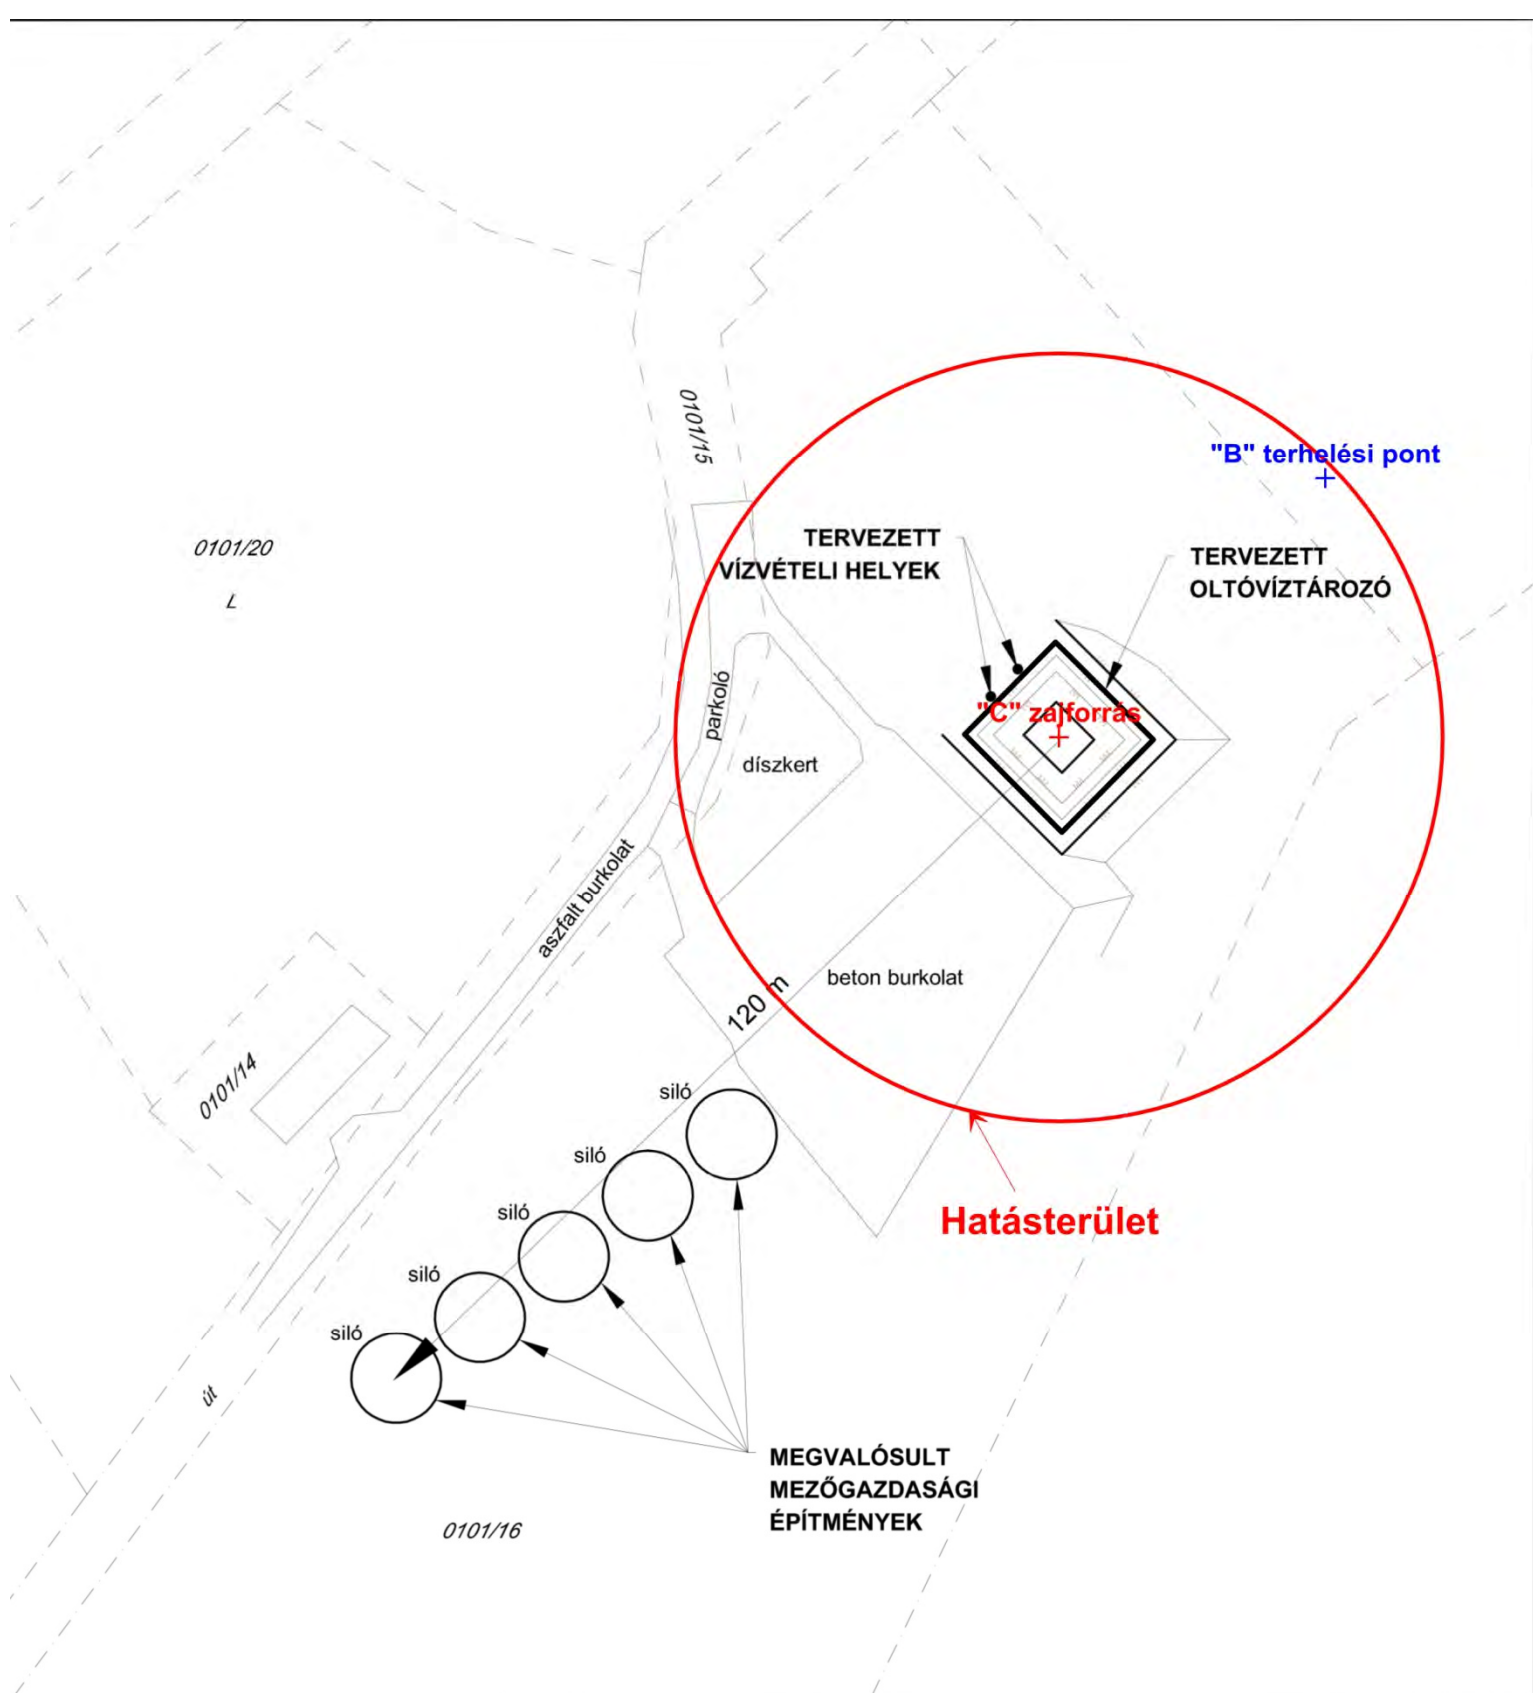 0101/15
"B" terhelési pont
0101/20
L
TERVEZETT
VÍZVÉTELI HELYEK
TERVEZETT
OLTÓVÍZTÁROZÓ
"C" zajforrás
parkoló
díszkert
aszfalt burkolat
beton burkolat
120 m
0101/14
siló
siló
siló
siló
siló
Hatásterület
út
MEGVALÓSULT
MEZŐGAZDASÁGI
ÉPÍTMÉNYEK
0101/16